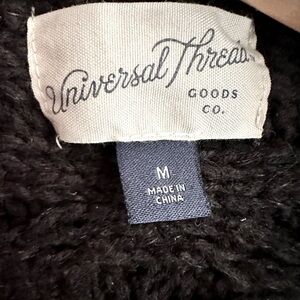 Universal Thread
GOODS
CO.
M
MADE IN
CHINA